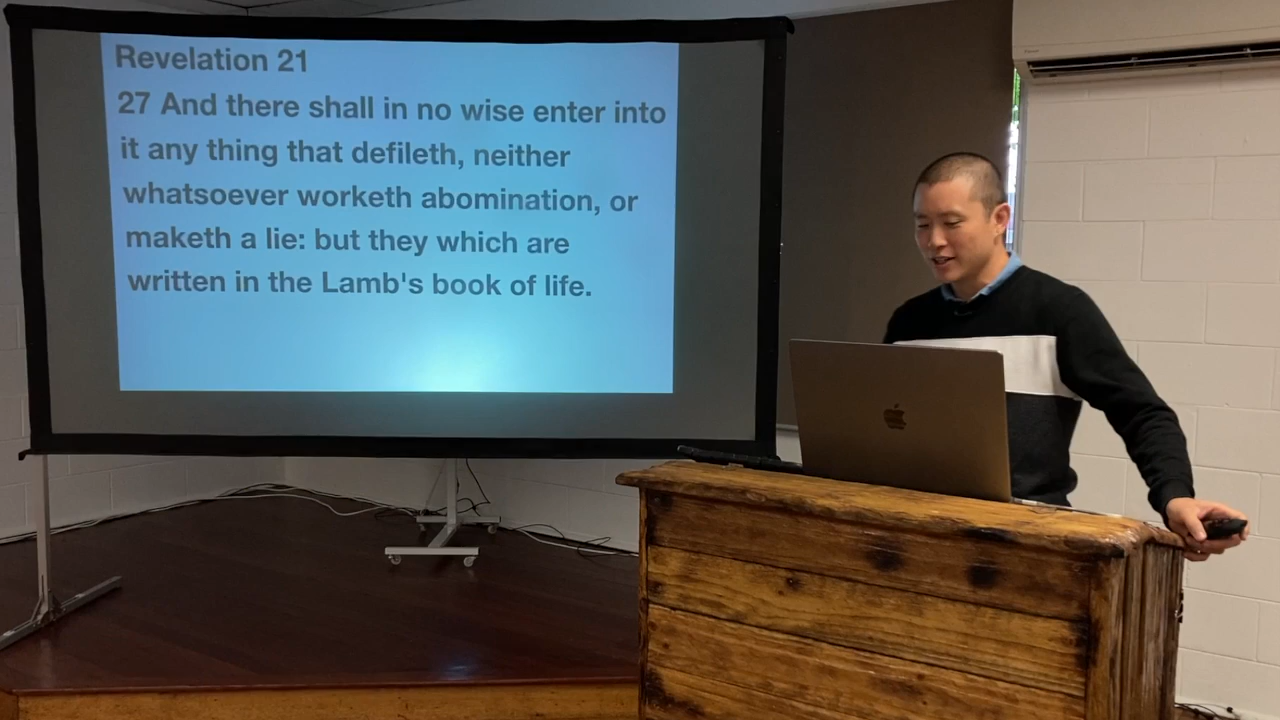 Revelation 21
27 And there shall in no wise enter into
it any thing that defileth, neither
whatsoever worketh abomination, or
maketh a lie: but they which are
written in the Lamb's book of life.